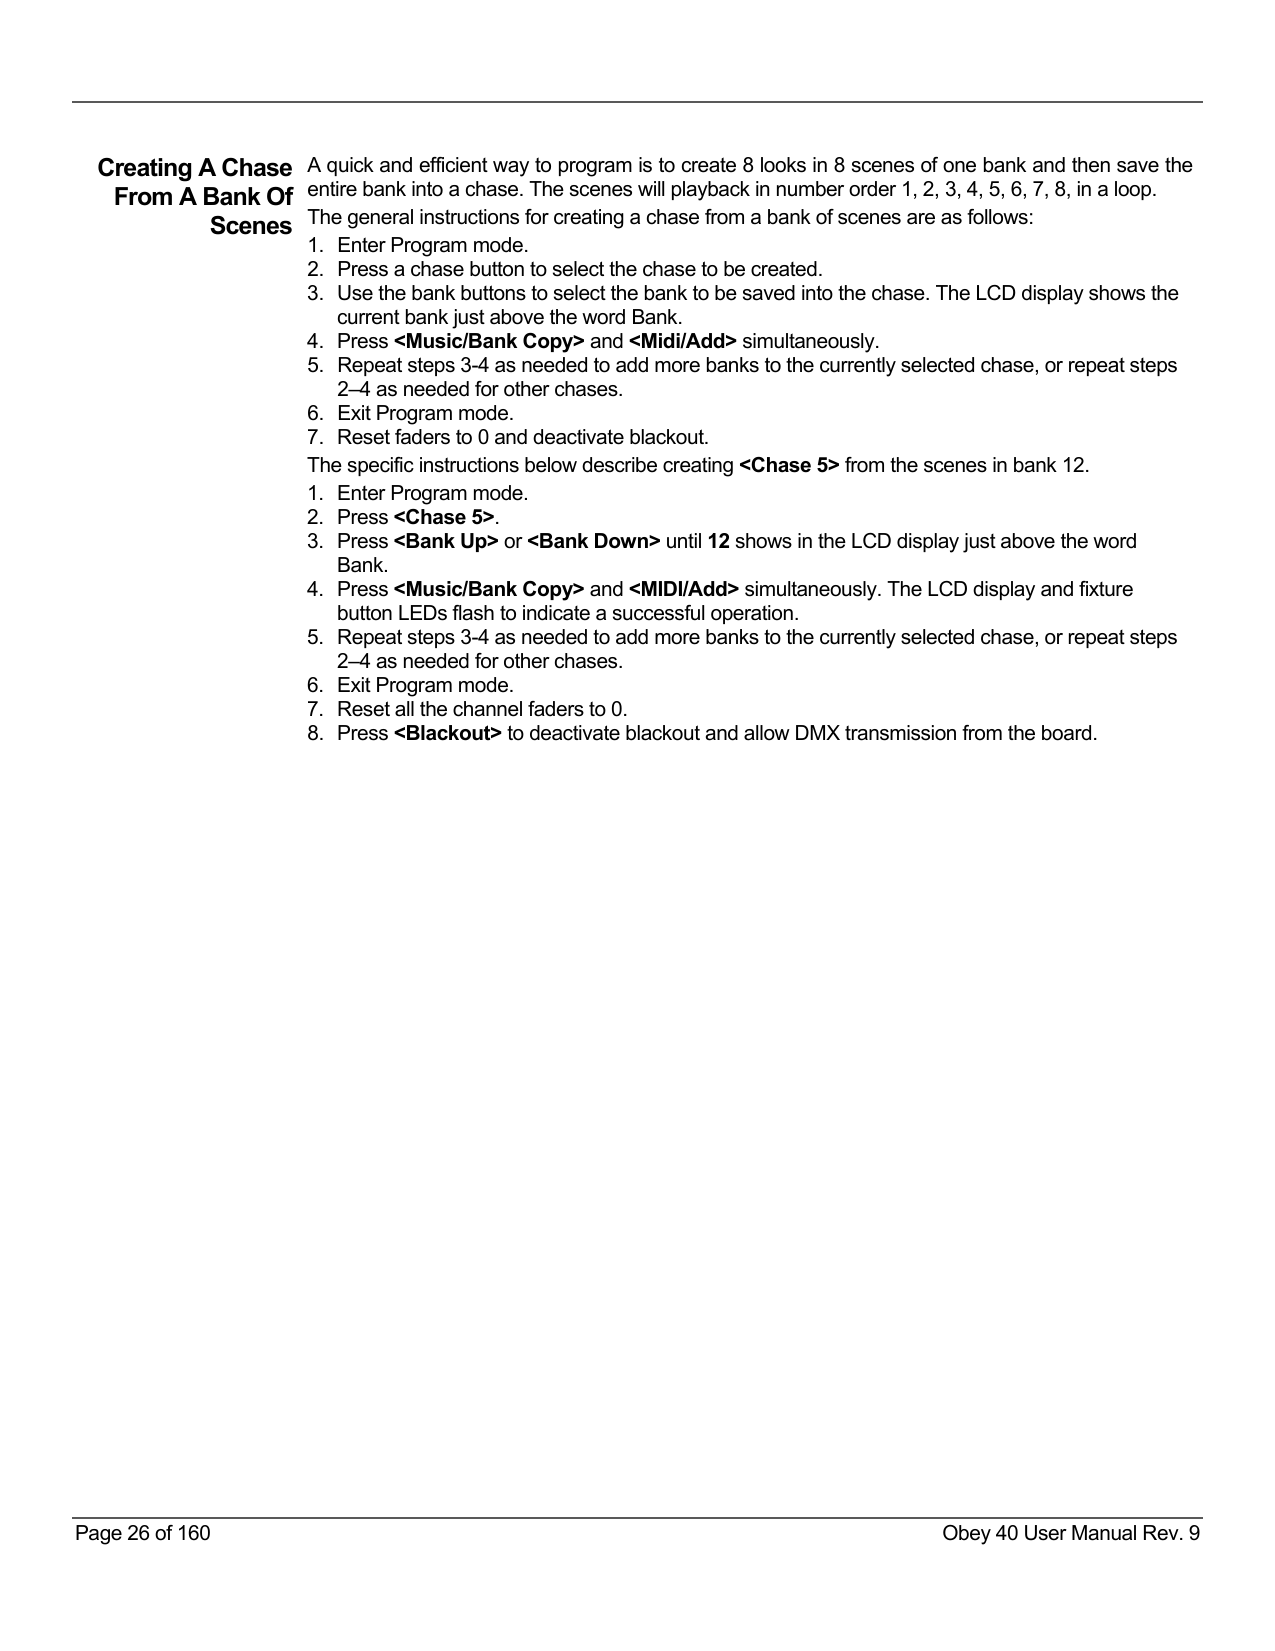 Creating A Chase
From A Bank Of
Scenes
A quick and efficient way to program is to create 8 looks in 8 scenes of one bank and then save the
entire bank into a chase. The scenes will playback in number order 1, 2, 3, 4, 5, 6, 7, 8, in a loop.
The general instructions for creating a chase from a bank of scenes are as follows:
1. Enter Program mode.
2. Press a chase button to select the chase to be created.
3. Use the bank buttons to select the bank to be saved into the chase. The LCD display shows the
current bank just above the word Bank.
4. Press <Music/Bank Copy> and <Midi/Add> simultaneously.
5. Repeat steps 3-4 as needed to add more banks to the currently selected chase, or repeat steps
2–4 as needed for other chases.
6. Exit Program mode.
7. Reset faders to 0 and deactivate blackout.
The specific instructions below describe creating <Chase 5> from the scenes in bank 12.
1. Enter Program mode.
2. Press <Chase 5>.
3. Press <Bank Up> or <Bank Down> until 12 shows in the LCD display just above the word
Bank.
4. Press <Music/Bank Copy> and <MIDI/Add> simultaneously. The LCD display and fixture
button LEDs flash to indicate a successful operation.
5. Repeat steps 3-4 as needed to add more banks to the currently selected chase, or repeat steps
2–4 as needed for other chases.
6. Exit Program mode.
7. Reset all the channel faders to 0.
8. Press <Blackout> to deactivate blackout and allow DMX transmission from the board.
Page 26 of 160
Obey 40 User Manual Rev. 9